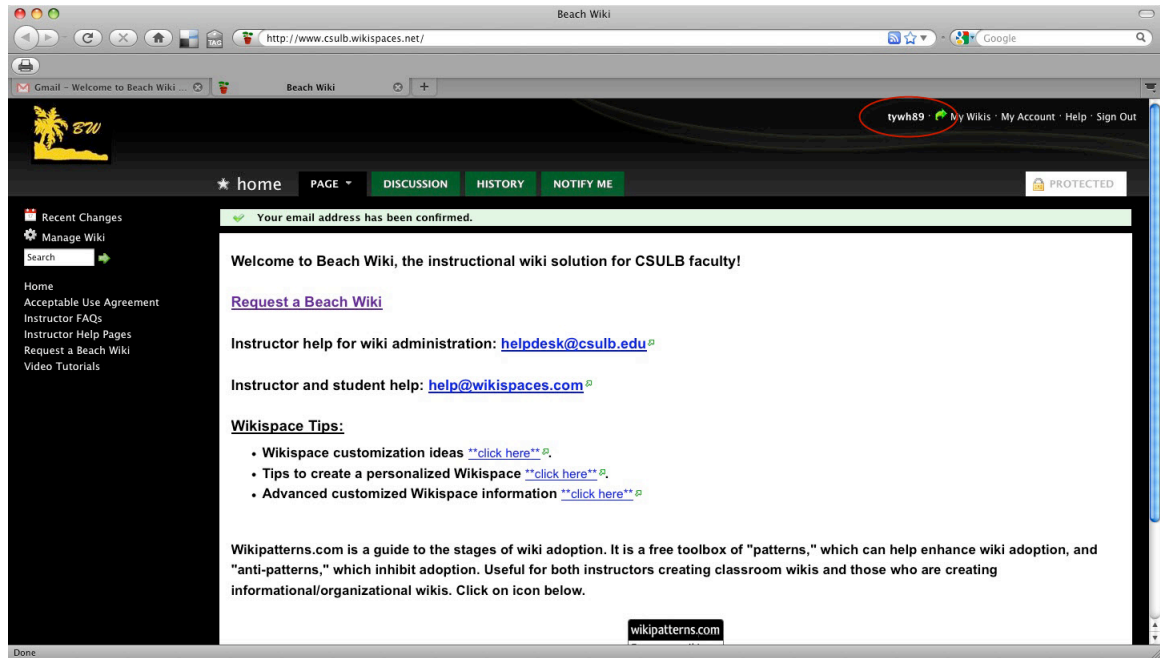 Beach Wiki
TAG
http://www.csulb.wikispaces.net/
Google
Gmail - Welcome to Beach Wiki ...
Beach Wiki
BW
tywh89 · My Wikis · My Account · Help · Sign Out
home
PAGE
DISCUSSION
HISTORY
NOTIFY ME
PROTECTED
Recent Changes
Manage Wiki
Search
Home
Acceptable Use Agreement
Instructor FAQs
Instructor Help Pages
Request a Beach Wiki
Video Tutorials
Your email address has been confirmed.
Welcome to Beach Wiki, the instructional wiki solution for CSULB faculty!
Request a Beach Wiki
Instructor help for wiki administration: helpdesk@csulb.edu
Instructor and student help: help@wikispaces.com
Wikispace Tips:
• Wikispace customization ideas **click here**.
• Tips to create a personalized Wikispace **click here**.
• Advanced customized Wikispace information **click here**
Wikipatterns.com is a guide to the stages of wiki adoption. It is a free toolbox of "patterns," which can help enhance wiki adoption, and
"anti-patterns," which inhibit adoption. Useful for both instructors creating classroom wikis and those who are creating
informational/organizational wikis. Click on icon below.
wikipatterns.com
Done